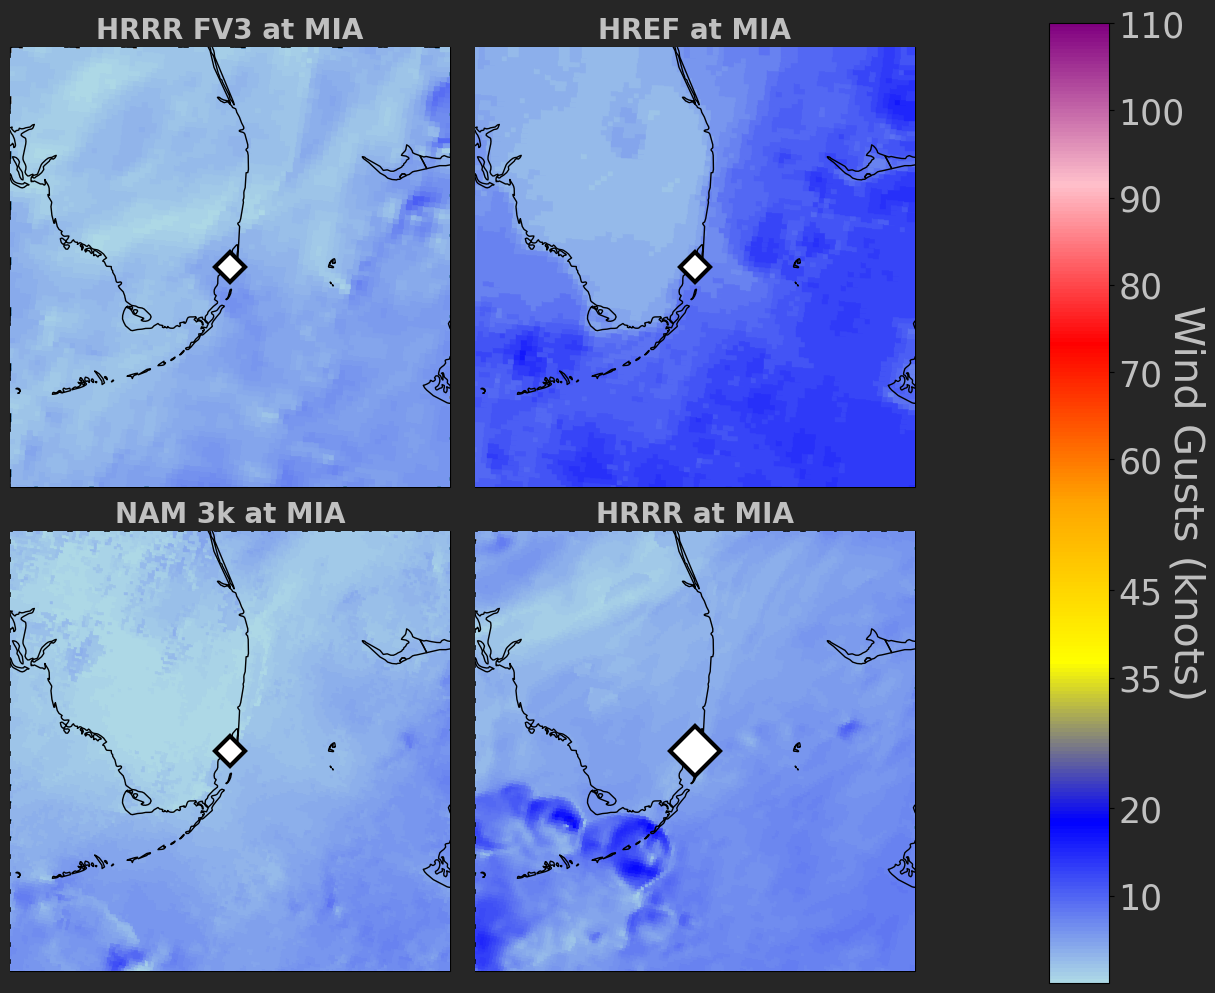 HRRR FV3 at MIA
HREF at MIA
NAM 3k at MIA
HRRR at MIA
110
100
90
80
70
60
45
35
20
10
Wind Gusts (knots)